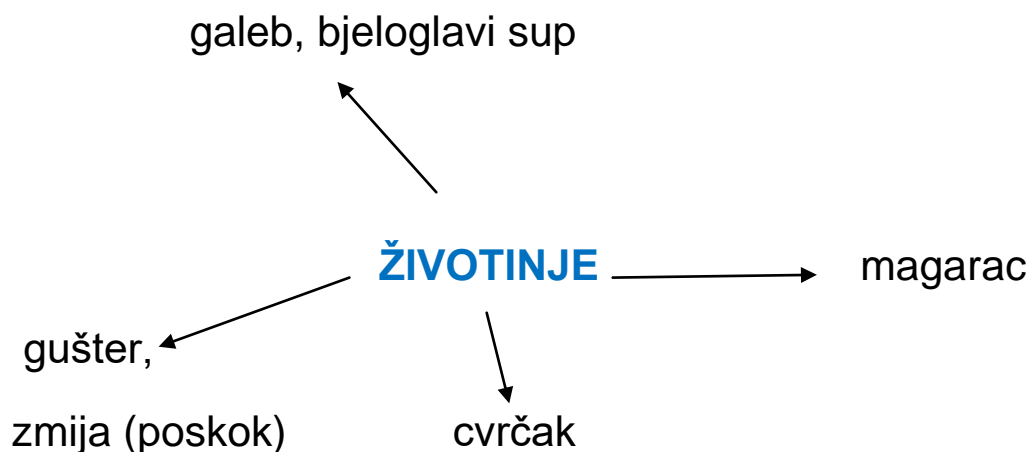 galeb, bjeloglavi sup
ŽIVOTINJE
magarac
gušter,
zmija (poskok)
cvrčak